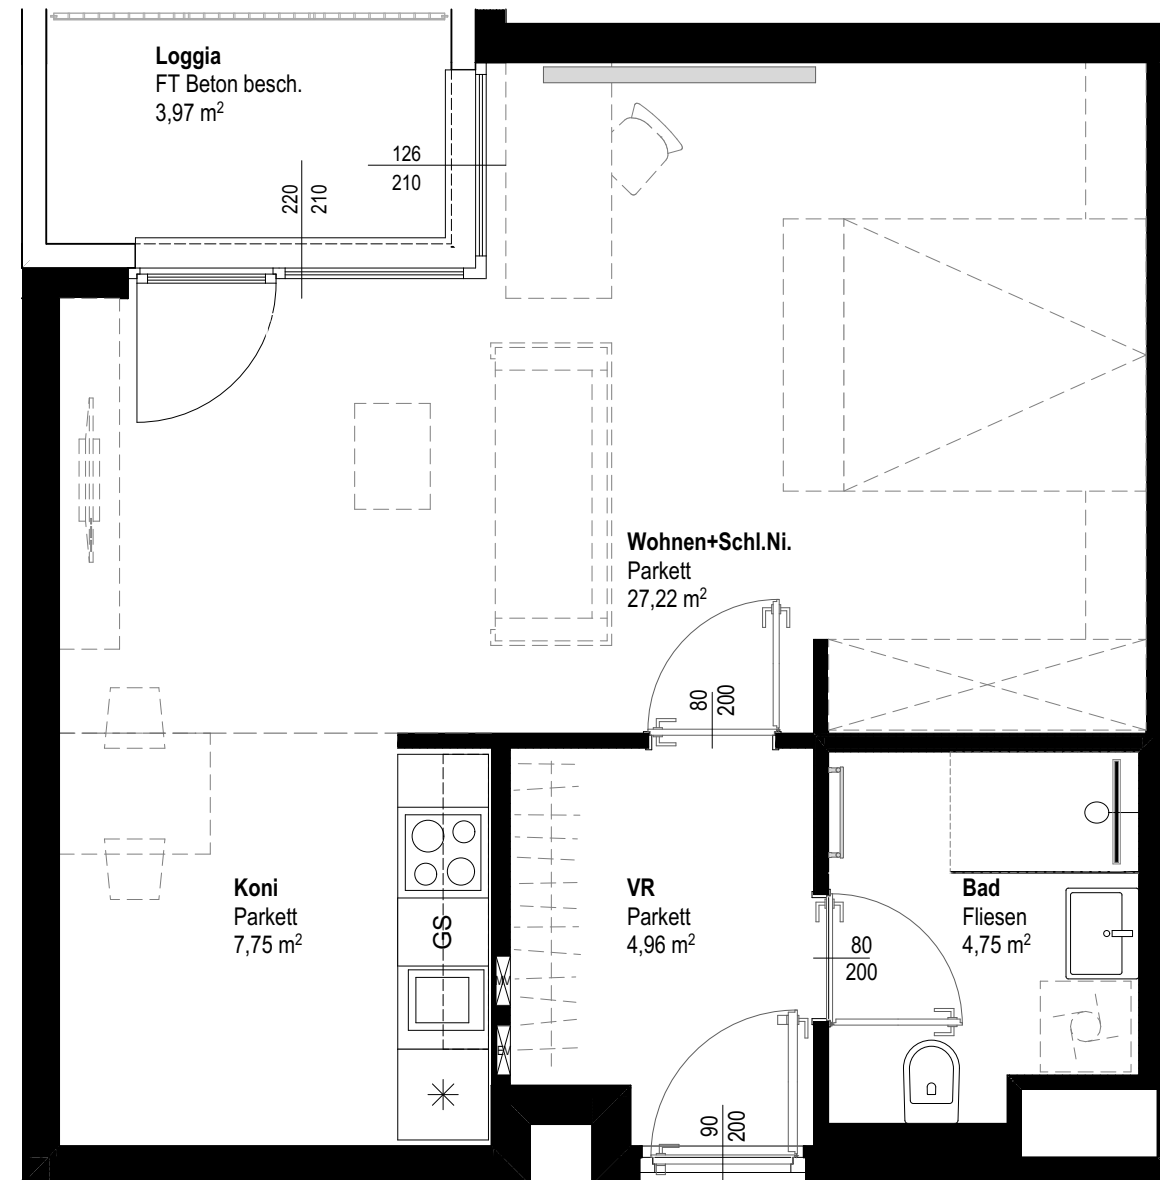 Loggia
FT Beton besch.
3,97 m²
126
210
220
210
Wohnen+Schl.Ni.
Parkett
27,22 m²
80
200
Koni
Parkett
7,75 m²
GS
VR
Parkett
4,96 m²
Bad
Fliesen
4,75 m²
80
200
90
200